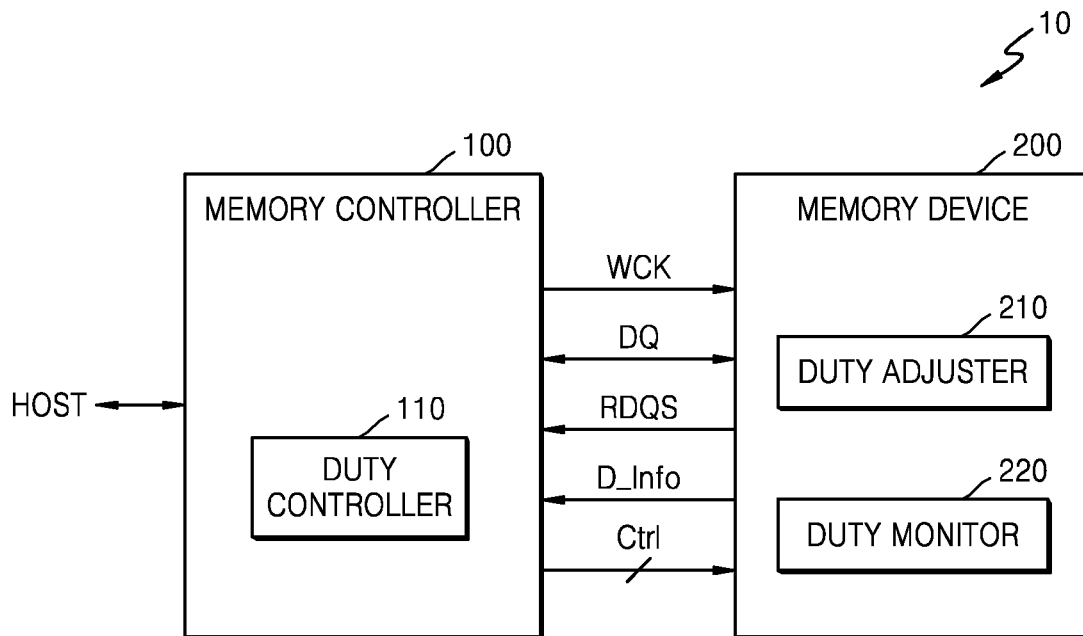 10
100
200
MEMORY CONTROLLER
MEMORY DEVICE
WCK
210
DQ
DUTY ADJUSTER
HOST
110
RDQS
DUTY
CONTROLLER
D_Info
220
DUTY MONITOR
Ctrl